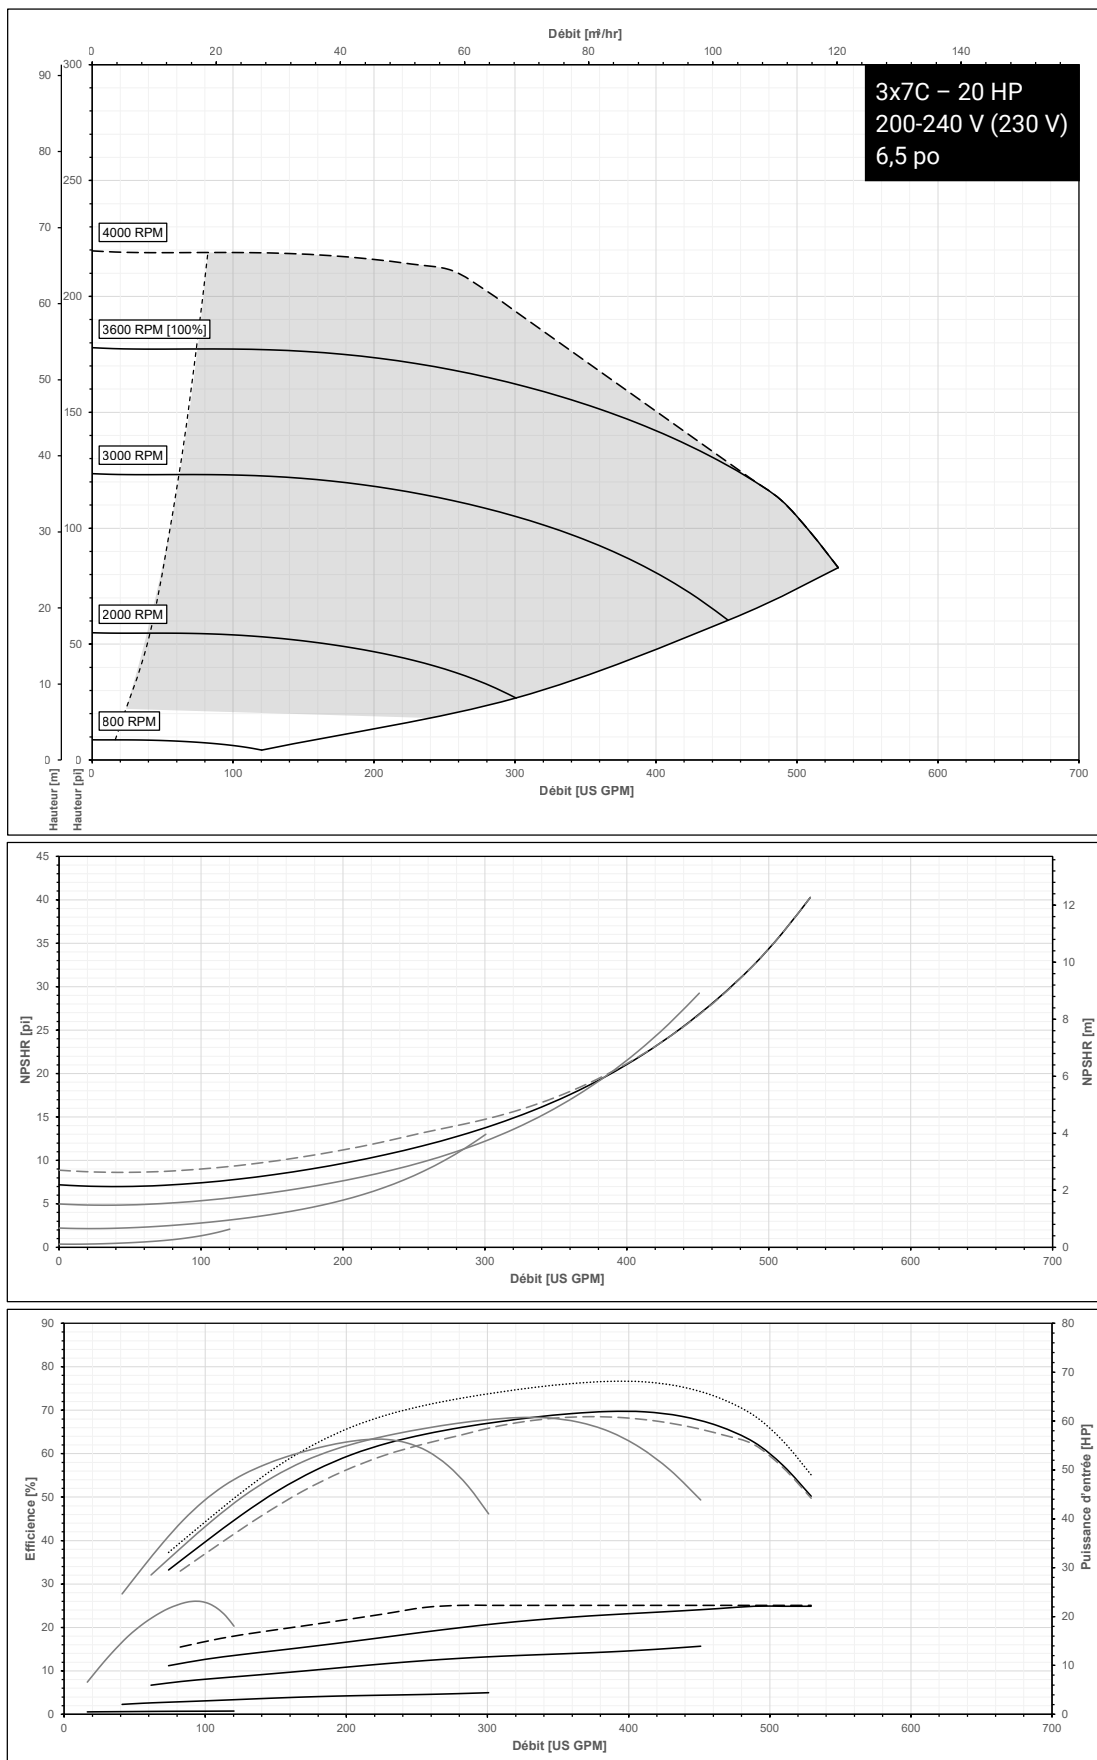 Débit [m³/hr]
0 20 40 60 80 100 120 140
3x7C – 20 HP
200-240 V (230 V)
6,5 po
90
80
70
60
50
40
30
20
10
0
Hauteur [m]
300
250
200
150
100
50
0
Hauteur [pi]
4000 RPM
3600 RPM [100%]
3000 RPM
2000 RPM
800 RPM
0 100 200 300 400 500 600 700
Débit [US GPM]
45
40
35
30
25
20
15
10
5
0
NPSHR [pi]
12
10
8
6
4
2
0
NPSHR [m]
0 100 200 300 400 500 600 700
Débit [US GPM]
90
80
70
60
50
40
30
20
10
0
Efficience [%]
80
70
60
50
40
30
20
10
0
Puissance d'entrée [HP]
0 100 200 300 400 500 600 700
Débit [US GPM]